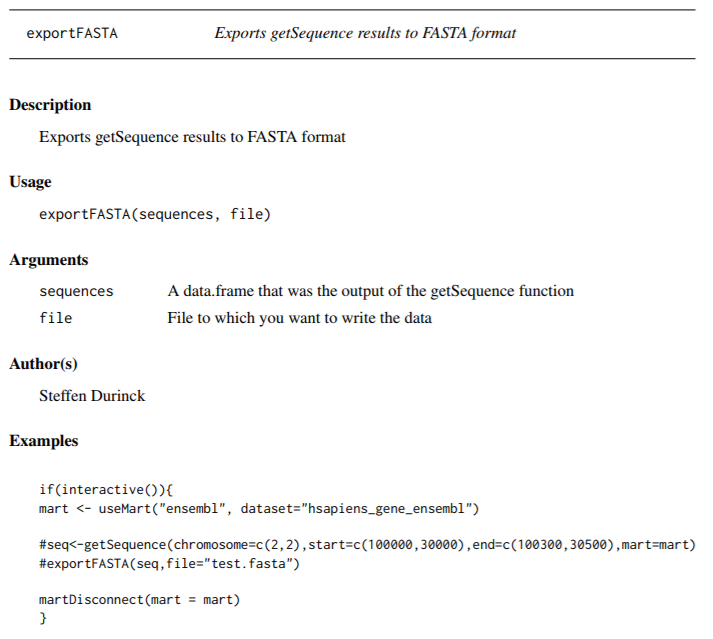 exportFASTA Exports getSequence results to FASTA format
Description
Exports getSequence results to FASTA format
Usage
exportFASTA(sequences, file)
Arguments
sequences A data.frame that was the output of the getSequence function
file File to which you want to write the data
Author(s)
Steffen Durinck
Examples
if(interactive()){
mart <- useMart("ensembl", dataset="hsapiens_gene_ensembl")
#seq<-getSequence(chromosome=c(2,2),start=c(100000,30000),end=c(100300,30500),mart=mart)
#exportFASTA(seq,file="test.fasta")
martDisconnect(mart = mart)
}